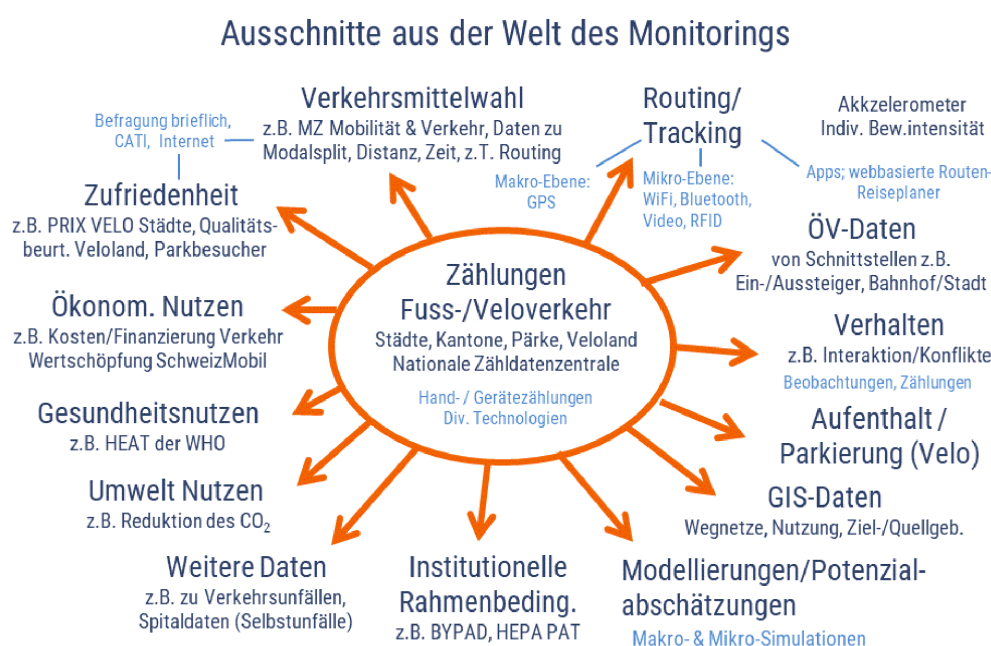 Ausschnitte aus der Welt des Monitorings
Befragung brieflich,
CATI, Internet
Verkehrsmittelwahl
z.B. MZ Mobilität & Verkehr, Daten zu
Modalsplit, Distanz, Zeit, z.T. Routing
Routing/
Tracking
Makro-Ebene:
GPS
Mikro-Ebene:
WiFi, Bluetooth,
Video, RFID
Akkzelerometer
Indiv. Bew.intensität
Apps; webbasierte Routen-
Reiseplaner
Zufriedenheit
z.B. PRIX VELO Städte, Qualitäts-
beurt. Veloland, Parkbesucher
ÖV-Daten
von Schnittstellen z.B.
Ein-/Aussteiger, Bahnhof/Stadt
Zählungen
Fuss-/Veloverkehr
Städte, Kantone, Pärke, Veloland
Nationale Zähldatenzentrale
Hand- / Gerätezählungen
Div. Technologien
Ökonom. Nutzen
z.B. Kosten/Finanzierung Verkehr
Wertschöpfung SchweizMobil
Verhalten
z.B. Interaktion/Konflikte
Beobachtungen, Zählungen
Gesundheitsnutzen
z.B. HEAT der WHO
Aufenthalt /
Parkierung (Velo)
Umwelt Nutzen
z.B. Reduktion des CO₂
GIS-Daten
Wegnetze, Nutzung, Ziel-/Quellgeb.
Weitere Daten
z.B. zu Verkehrsunfällen,
Spitaldaten (Selbstunfälle)
Institutionelle
Rahmenbeding.
z.B. BYPAD, HEPA PAT
Modellierungen/Potenzial-
abschätzungen
Makro- & Mikro-Simulationen